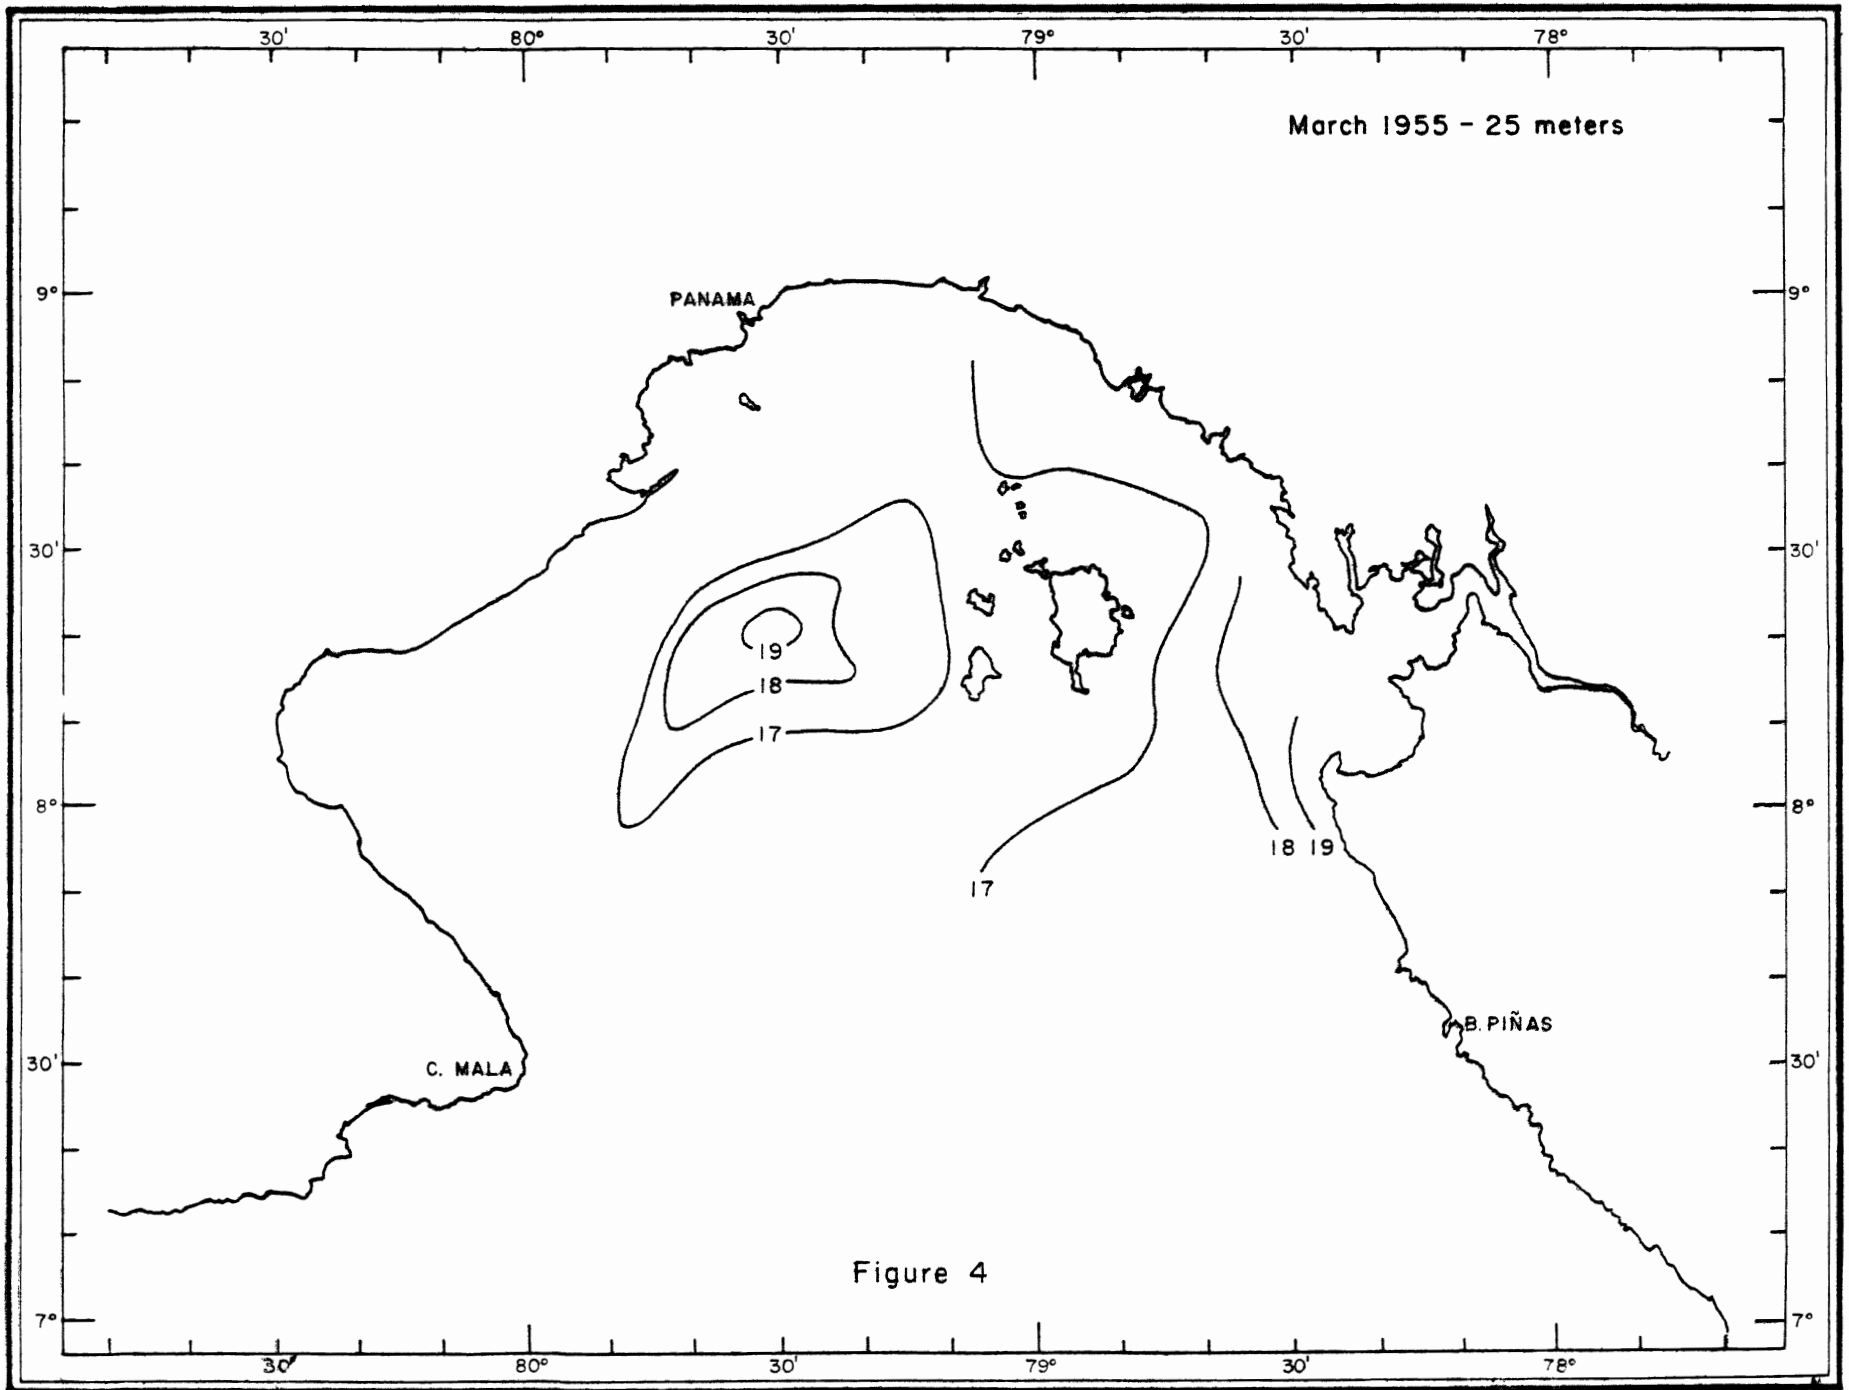 30' 80° 30' 79° 30' 78°
March 1955 - 25 meters
9° PANAMA 9°
30' 30'
19
18
17
8° 8°
18 19
17
B. PIÑAS
30' C. MALA 30'
Figure 4
7° 7°
30' 80° 30' 79° 30' 78°